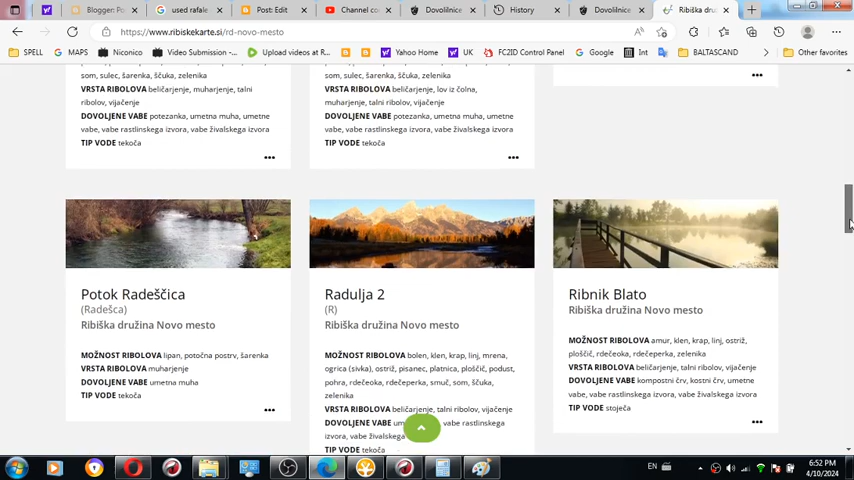 Blogger: Po
used rafale
Post: Edit
Channel co
Dovolilnice
History
Dovolilnice
Ribiška dru
https://www.ribiskekarte.si/rd-novo-mesto
SPELL
MAPS
Niconico
Video Submission -...
Upload videos at R...
Yahoo Home
UK
FC2ID Control Panel
Google
Int
BALTASCAND
Other favorites
som, sulec, šarenka, ščuka, zelenika
VRSTA RIBOLOVA beličarjenje, muharjenje, talni
ribolov, vijačenje
DOVOLJENE VABE potezanka, umetna muha, umetne
vabe, vabe rastlinskega izvora, vabe živalskega izvora
TIP VODE tekoča
som, sulec, šarenka, ščuka, zelenika
VRSTA RIBOLOVA beličarjenje, lov iz čolna,
muharjenje, talni ribolov, vijačenje
DOVOLJENE VABE potezanka, umetna muha, umetne
vabe, vabe rastlinskega izvora, vabe živalskega izvora
TIP VODE tekoča
Potok Radeščica
(Radešca)
Ribiška družina Novo mesto
MOŽNOST RIBOLOVA lipan, potočna postrv, šarenka
VRSTA RIBOLOVA muharjenje
DOVOLJENE VABE umetna muha
TIP VODE tekoča
Radulja 2
(R)
Ribiška družina Novo mesto
MOŽNOST RIBOLOVA bolen, klen, krap, linj, mrena,
ogrica (sivka), ostriž, pisanec, platnica, ploščič, podust,
pohra, rdečeoka, rdečeperka, smuč, som, ščuka,
zelenika
VRSTA RIBOLOVA beličarjenje, talni ribolov, vijačenje
DOVOLJENE VABE um vabe rastlinskega
izvora, vabe živalskega
TIP VODE tekoča
Ribnik Blato
Ribiška družina Novo mesto
MOŽNOST RIBOLOVA amur, klen, krap, linj, ostriž,
ploščič, rdečeoka, rdečeperka, zelenika
VRSTA RIBOLOVA beličarjenje, talni ribolov, vijačenje
DOVOLJENE VABE kompostni črv, kostni črv, umetne
vabe, vabe rastlinskega izvora, vabe živalskega izvora
TIP VODE stoječa
EN
6:52 PM
4/10/2024